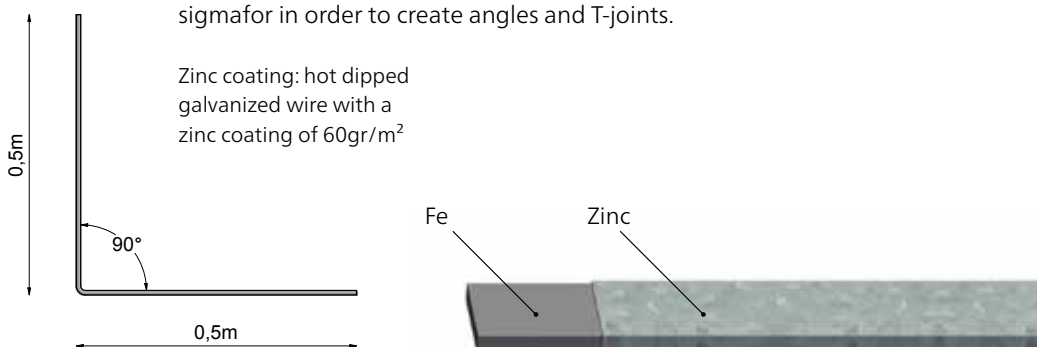 sigmafor in order to create angles and T-joints.
Zinc coating: hot dipped
galvanized wire with a
zinc coating of 60gr/m²
0,5m
90°
0,5m
Fe
Zinc